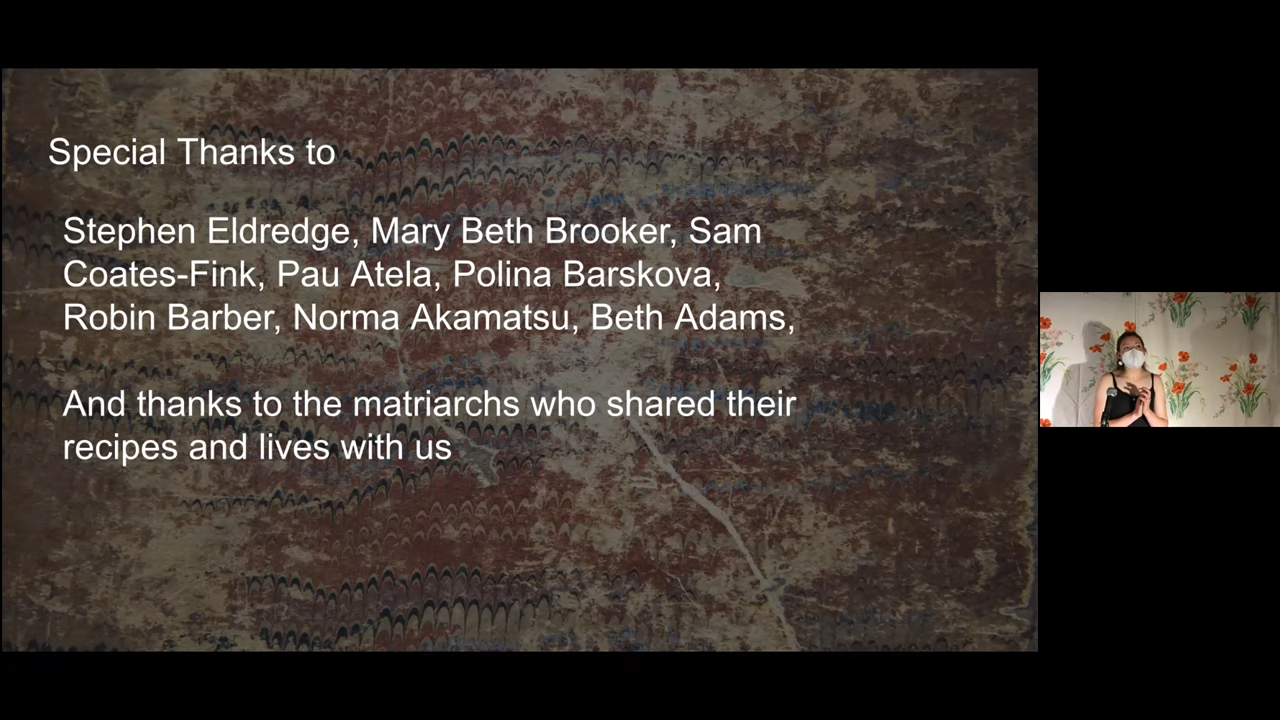 Special Thanks to
Stephen Eldredge, Mary Beth Brooker, Sam
Coates-Fink, Pau Atela, Polina Barskova,
Robin Barber, Norma Akamatsu, Beth Adams,
And thanks to the matriarchs who shared their
recipes and lives with us